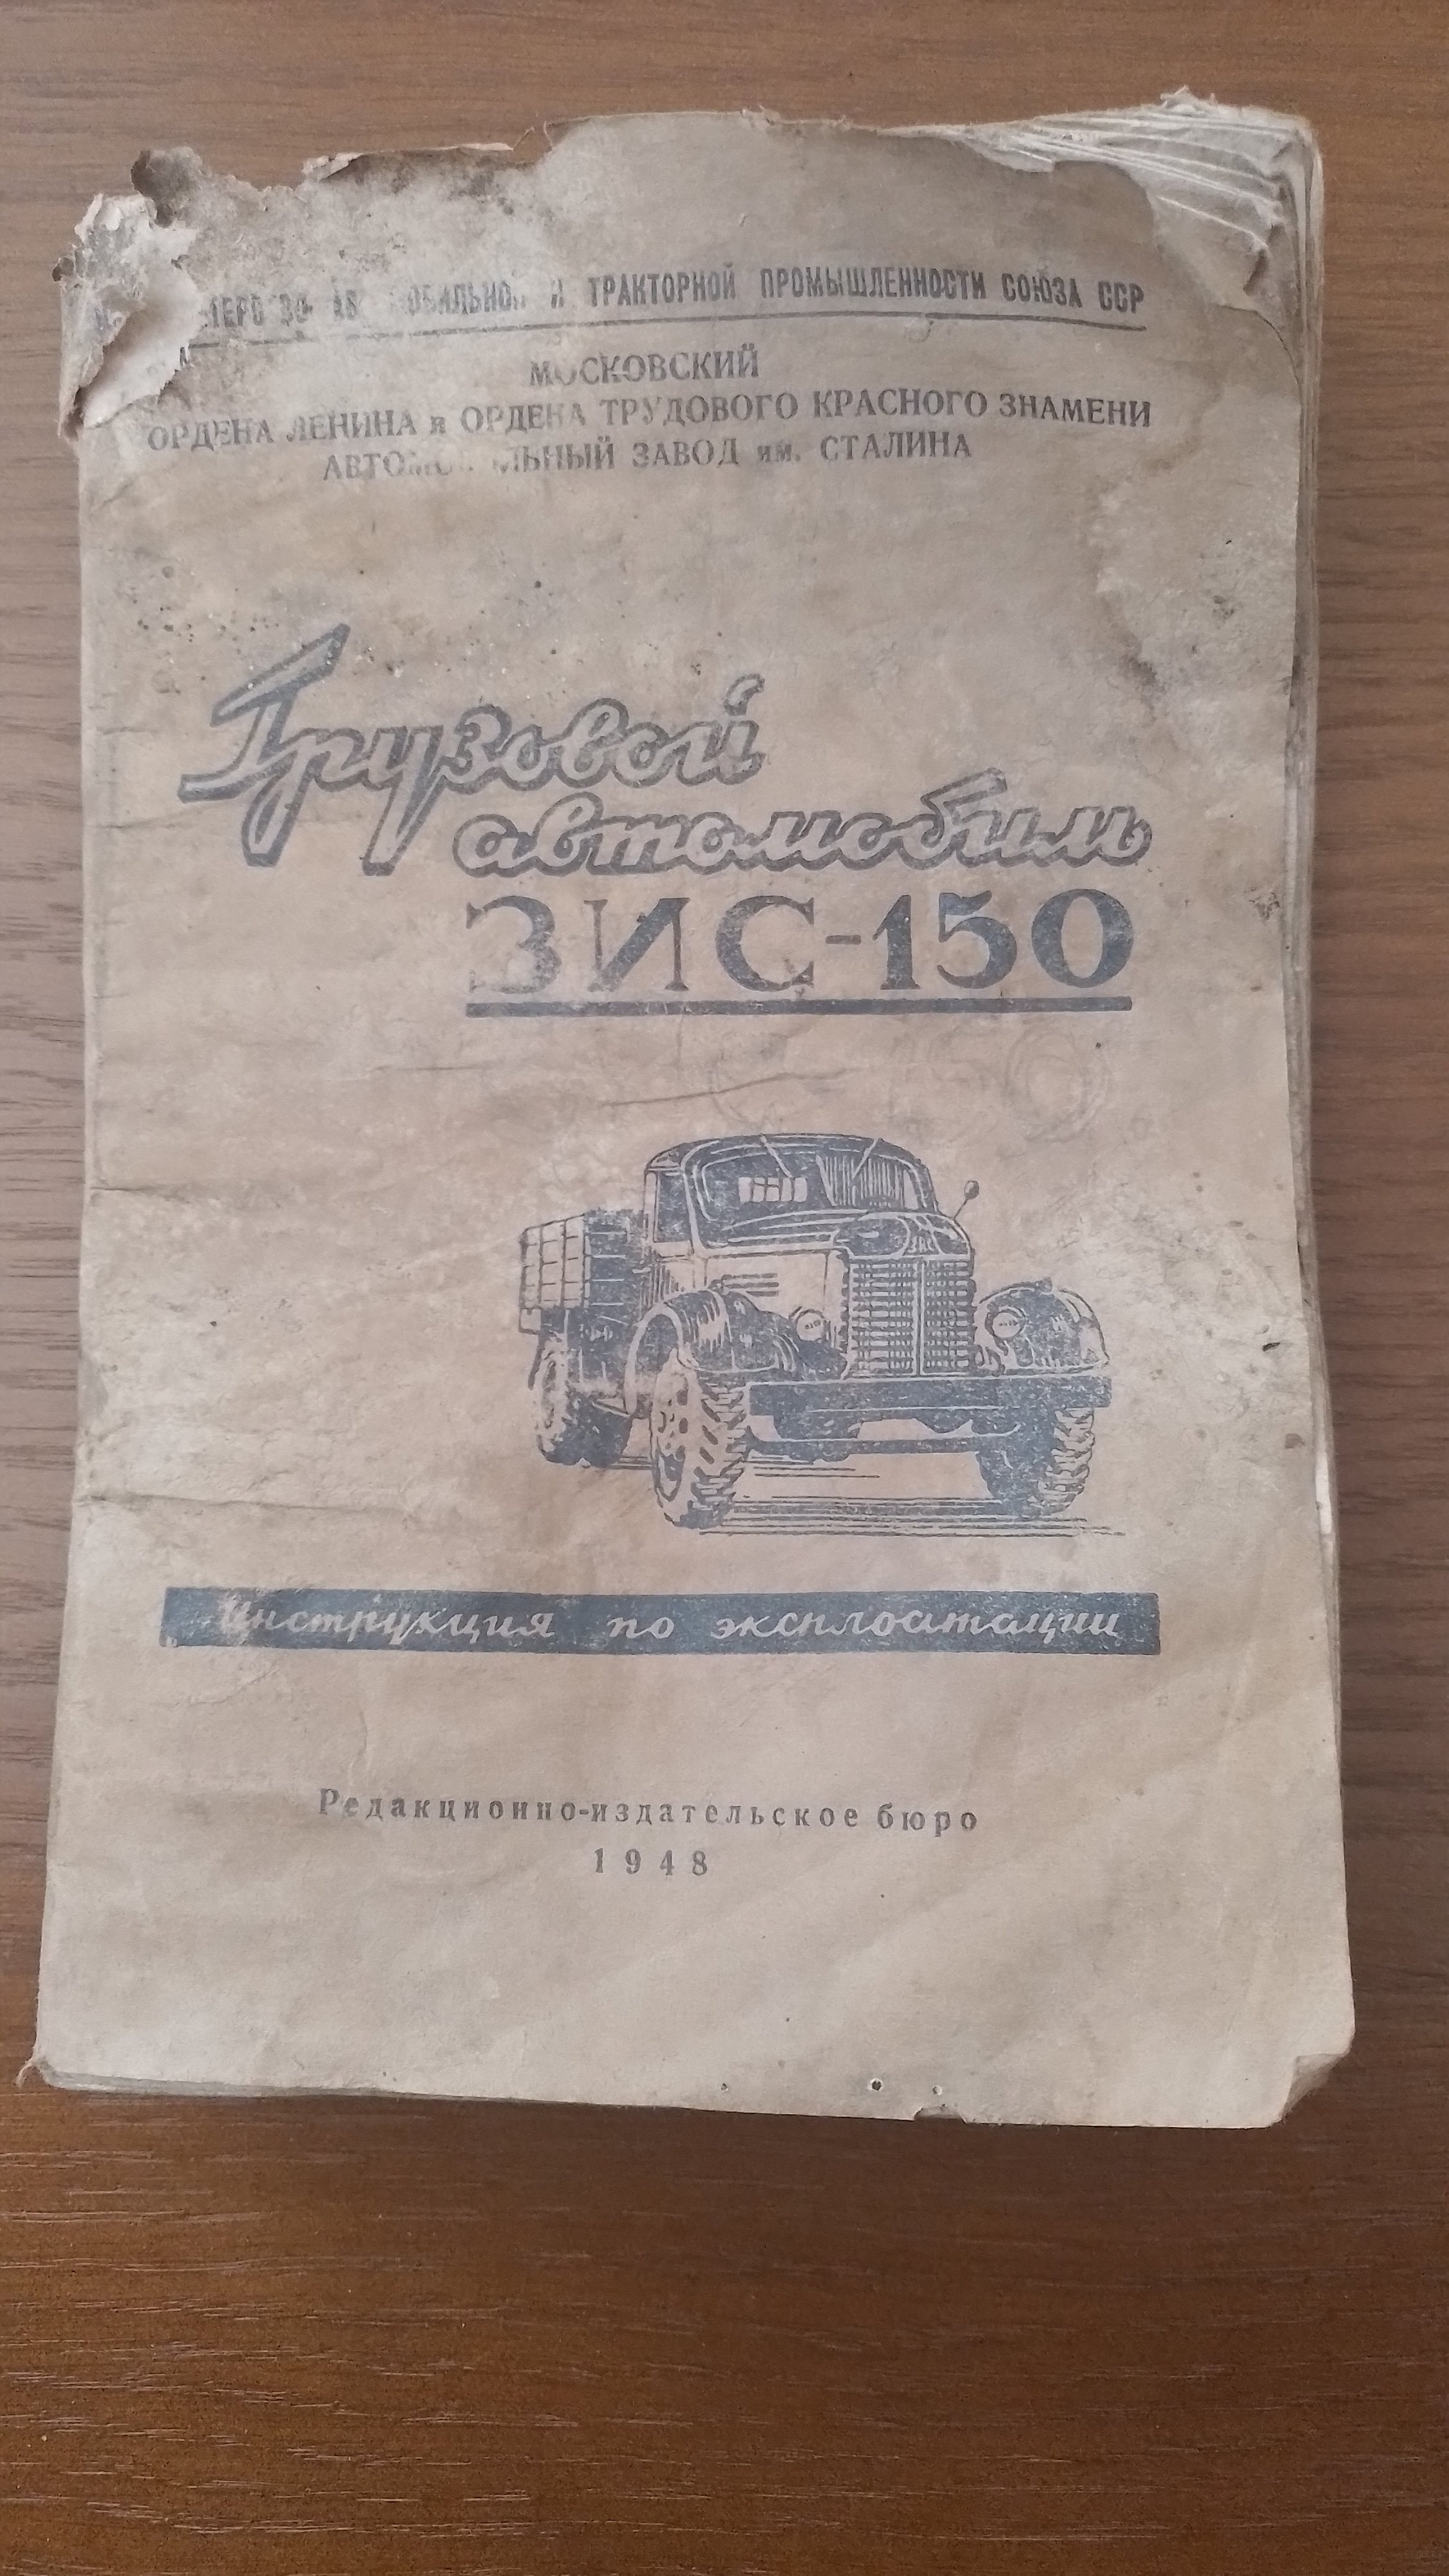 И ТРАКТОРНОЙ ПРОМЫШЛЕННОСТИ СОЮЗА ССР
МОСКОВСКИЙ
ОРДЕНА ЛЕНИНА и ОРДЕНА ТРУДОВОГО КРАСНОГО ЗНАМЕНИ
ЗАВОД им. СТАЛИНА
Грузовой
автомобиль
ЗИС-150
ЗИС
Инструкция по эксплоатации
Редакционно-издательское бюро
1948